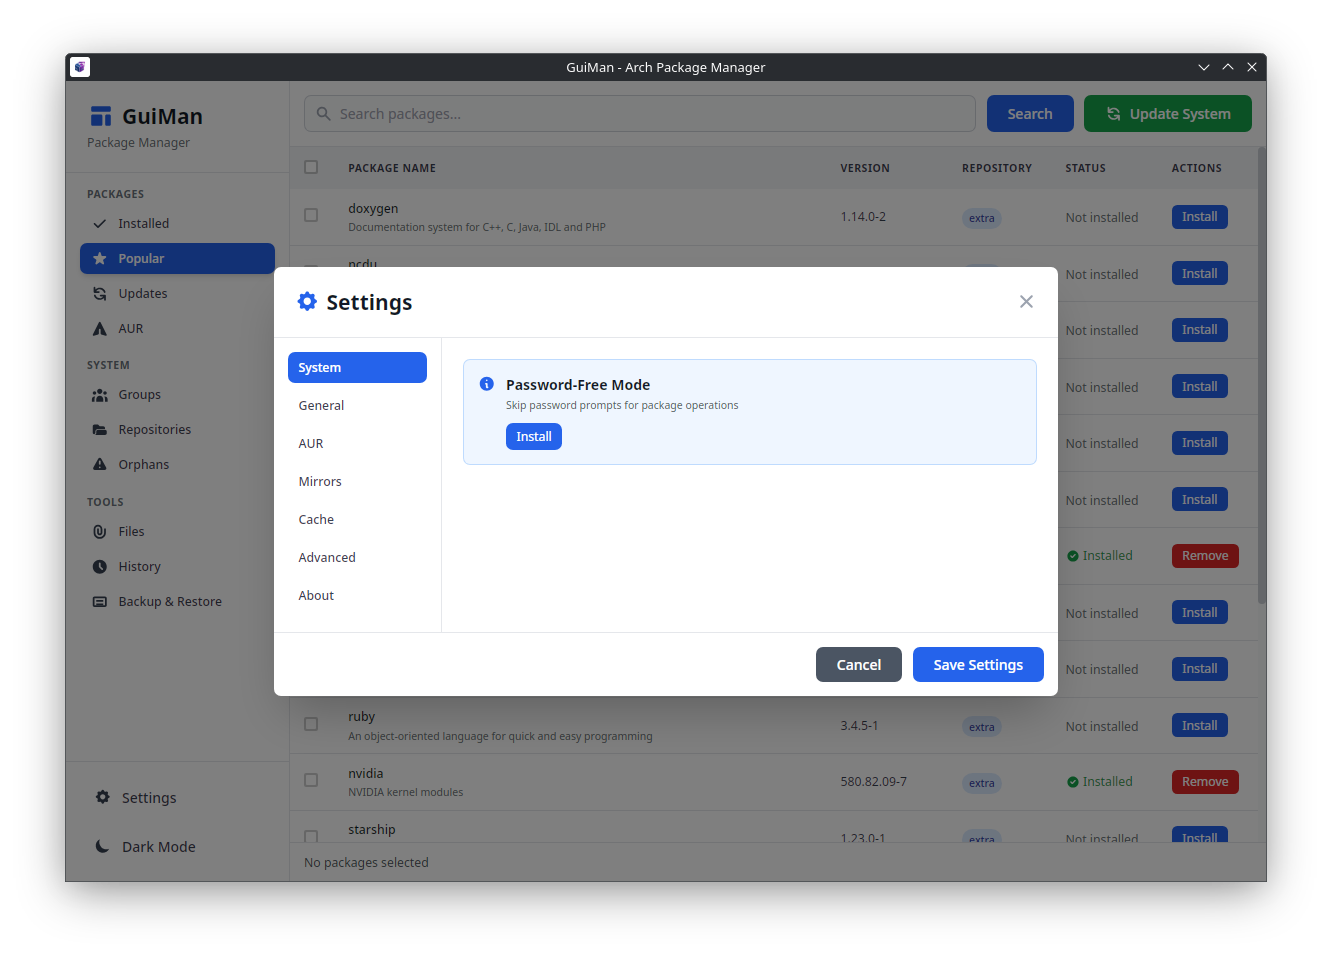 GuiMan - Arch Package Manager
GuiMan
Package Manager
Search packages...
Search
Update System
PACKAGES
Installed
Popular
Updates
AUR
SYSTEM
Groups
Repositories
Orphans
TOOLS
Files
History
Backup & Restore
Settings
Dark Mode
PACKAGE NAME VERSION REPOSITORY STATUS ACTIONS
doxygen
Documentation system for C++, C, Java, IDL and PHP
1.14.0-2 extra Not installed Install
ncdu
Not installed Install
Not installed Install
Not installed Install
Not installed Install
Not installed Install
Installed Remove
Not installed Install
Not installed Install
Settings
System
General
AUR
Mirrors
Cache
Advanced
About
Password-Free Mode
Skip password prompts for package operations
Install
Cancel
Save Settings
ruby
An object-oriented language for quick and easy programming
3.4.5-1 extra Not installed Install
nvidia
NVIDIA kernel modules
580.82.09-7 extra Installed Remove
starship
1.23.0-1 extra Not installed Install
No packages selected